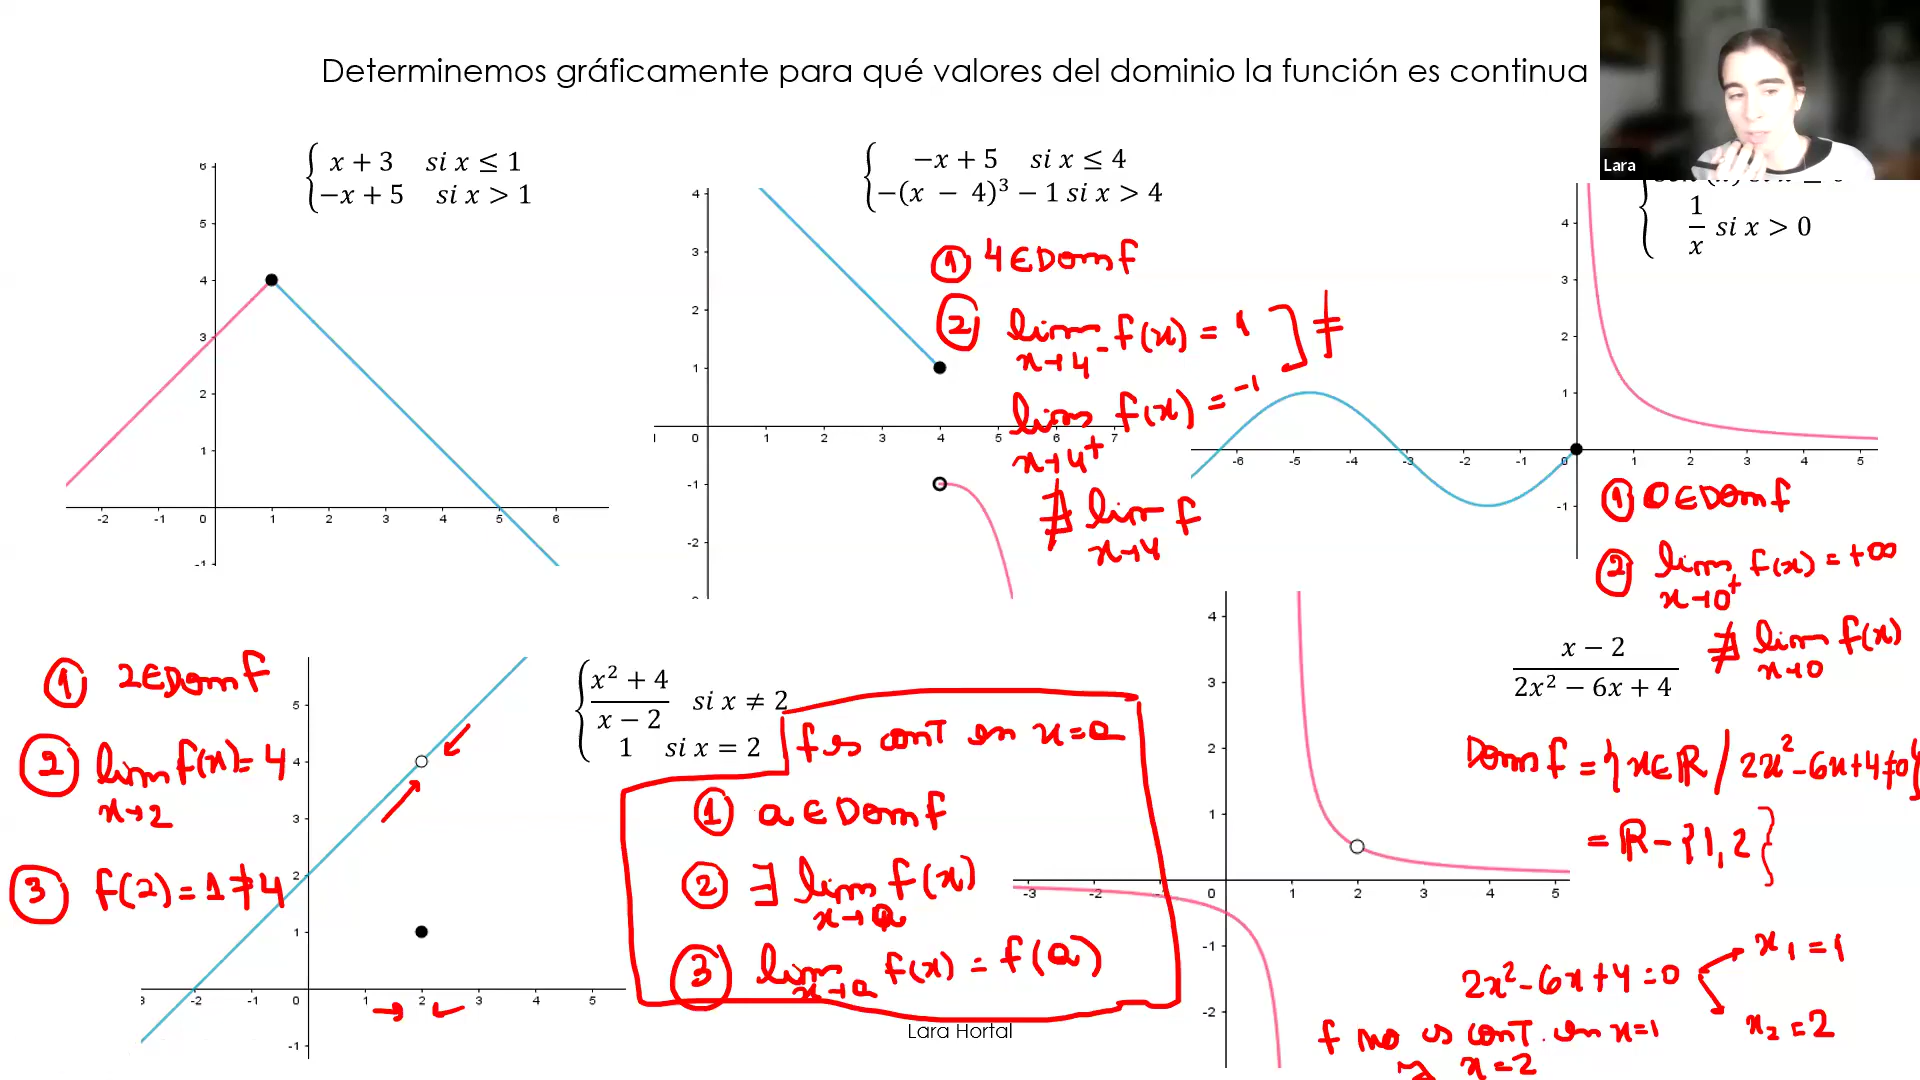 Determinemos gráficamente para qué valores del dominio la función es continua
Lara
x + 3 si x ≤ 1
−x + 5 si x > 1
−x + 5 si x ≤ 4
−(x − 4)³ − 1 si x > 4
1/x si x > 0
① 4 ∈ Dom f
② lim x→4⁻ f(x) = 1
lim x→4⁺ f(x) = -1
≠
∄ lim x→4 f
① 0 ∈ Dom f
② lim x→0⁺ f(x) = +∞
∄ lim x→0 f(x)
① 2 ∈ Dom f
② lim x→2 f(x) = 4
③ f(2) = 1 ≠ 4
(x² + 4)/(x − 2) si x ≠ 2
1 si x = 2
f es conT en x = a
① a ∈ Dom f
② ∃ lim x→a f(x)
③ lim x→a f(x) = f(a)
(x − 2)/(2x² − 6x + 4)
Dom f = {x ∈ ℝ / 2x² − 6x + 4 ≠ 0}
= ℝ − {1, 2}
2x² − 6x + 4 = 0
x₁ = 1
x₂ = 2
f no es conT. en x = 1
y x = 2
Lara Hortal